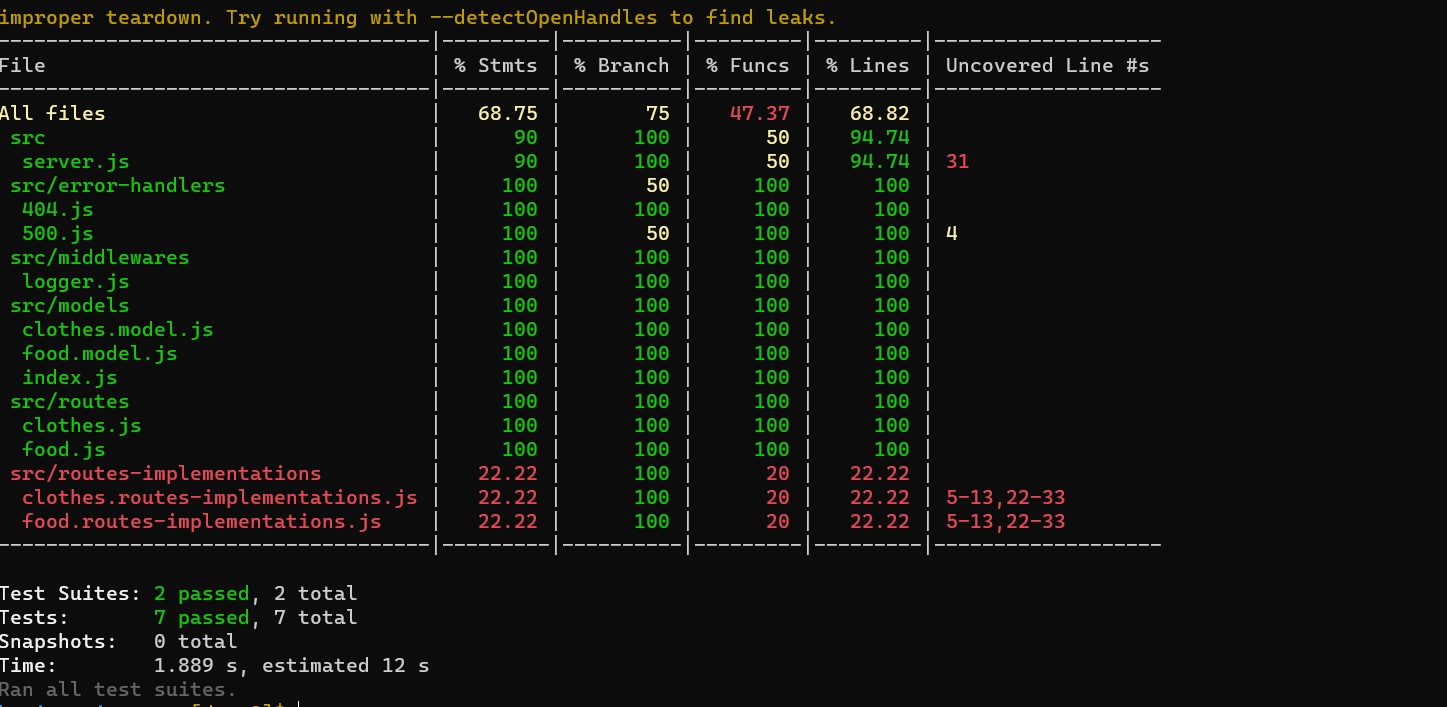 improper teardown. Try running with --detectOpenHandles to find leaks.
-----------------------------------|---------|----------|---------|---------|-------------------
File | % Stmts | % Branch | % Funcs | % Lines | Uncovered Line #s
-----------------------------------|---------|----------|---------|---------|-------------------
All files | 68.75 | 75 | 47.37 | 68.82 |
src | 90 | 100 | 50 | 94.74 |
server.js | 90 | 100 | 50 | 94.74 | 31
src/error-handlers | 100 | 50 | 100 | 100 |
404.js | 100 | 100 | 100 | 100 |
500.js | 100 | 50 | 100 | 100 | 4
src/middlewares | 100 | 100 | 100 | 100 |
logger.js | 100 | 100 | 100 | 100 |
src/models | 100 | 100 | 100 | 100 |
clothes.model.js | 100 | 100 | 100 | 100 |
food.model.js | 100 | 100 | 100 | 100 |
index.js | 100 | 100 | 100 | 100 |
src/routes | 100 | 100 | 100 | 100 |
clothes.js | 100 | 100 | 100 | 100 |
food.js | 100 | 100 | 100 | 100 |
src/routes-implementations | 22.22 | 100 | 20 | 22.22 |
clothes.routes-implementations.js | 22.22 | 100 | 20 | 22.22 | 5-13,22-33
food.routes-implementations.js | 22.22 | 100 | 20 | 22.22 | 5-13,22-33
-----------------------------------|---------|----------|---------|---------|-------------------
Test Suites: 2 passed, 2 total
Tests: 7 passed, 7 total
Snapshots: 0 total
Time: 1.889 s, estimated 12 s
Ran all test suites.